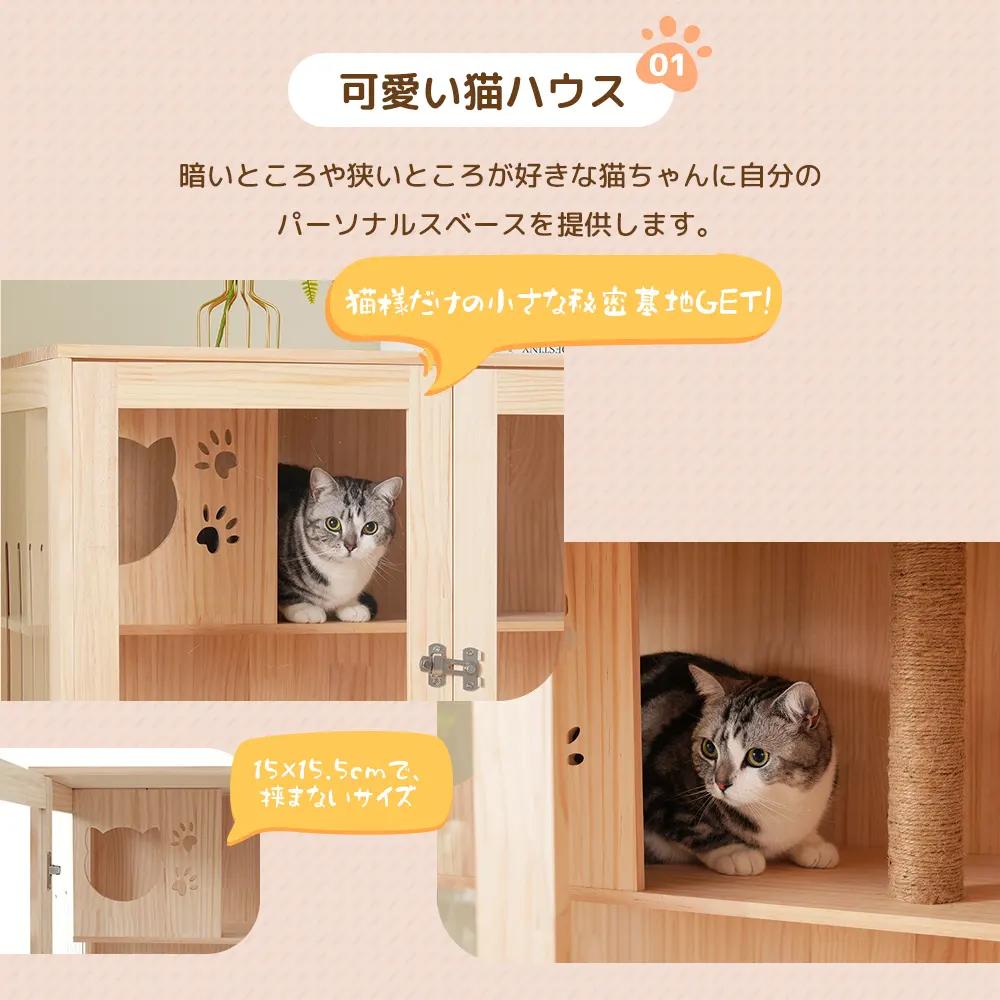 可愛い猫ハウス
01
暗いところや狭いところが好きな猫ちゃんに自分の
パーソナルスベースを提供します。
猫様だけの小さな秘密基地GET!
DESTINY
15×15.5cmで、
挟まないサイズ